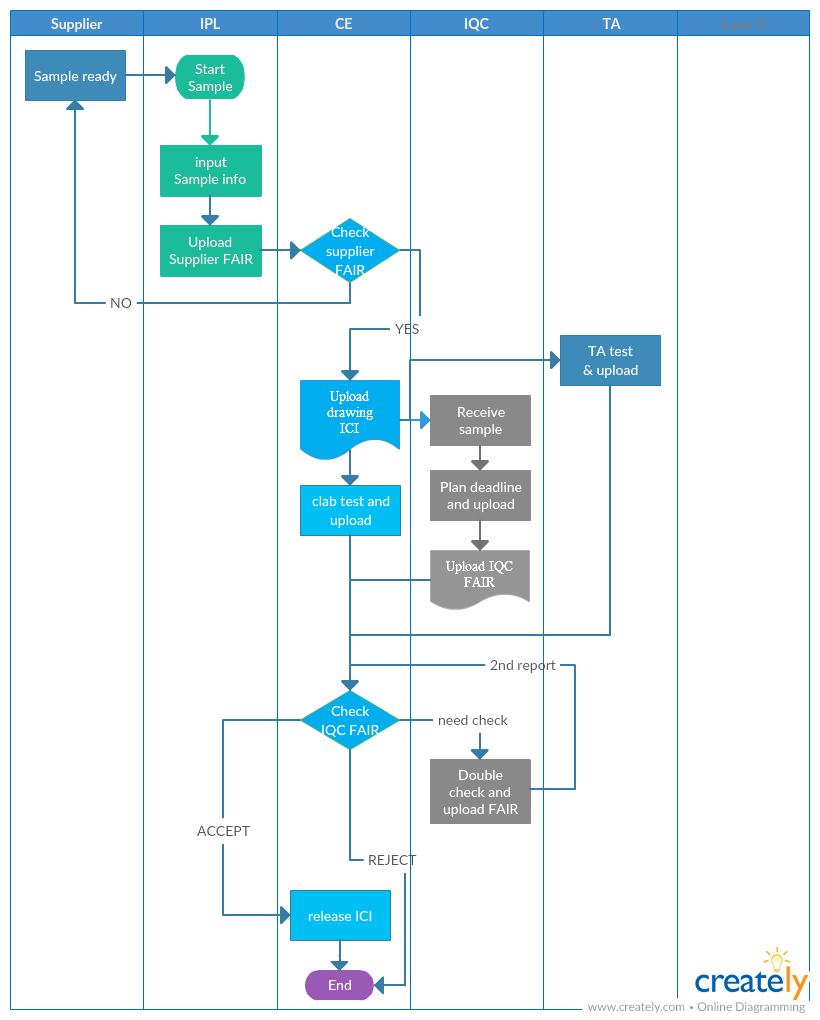 Supplier
IPL
CE
IQC
TA
Sample ready
Start
Sample
input
Sample info
Upload
Supplier FAIR
Check
supplier
FAIR
NO
YES
TA test
& upload
Upload
drawing
ICI
Receive
sample
clab test and
upload
Plan deadline
and upload
Upload IQC
FAIR
2nd report
Check
IQC FAIR
need check
Double
check and
upload FAIR
ACCEPT
REJECT
release ICI
End
creately
www.creately.com • Online Diagramming